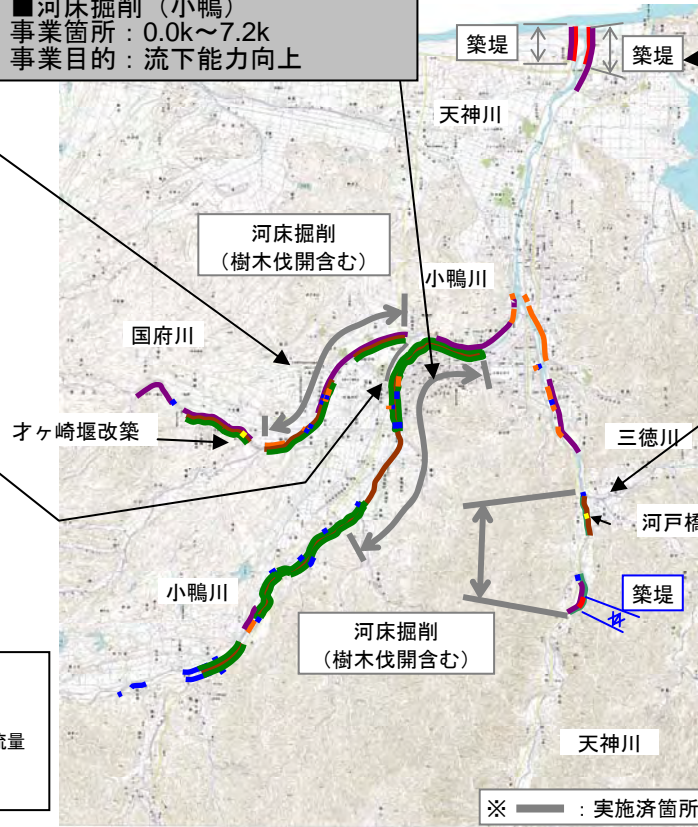 ■河床掘削（小鴨）
事業箇所：0.0k～7.2k
事業目的：流下能力向上
築堤
築堤
天神川
河床掘削
（樹木伐開含む）
小鴨川
国府川
才ヶ崎堰改築
三徳川
河戸橋
小鴨川
築堤
河床掘削
（樹木伐開含む）
流量
天神川
※ ：実施済箇所